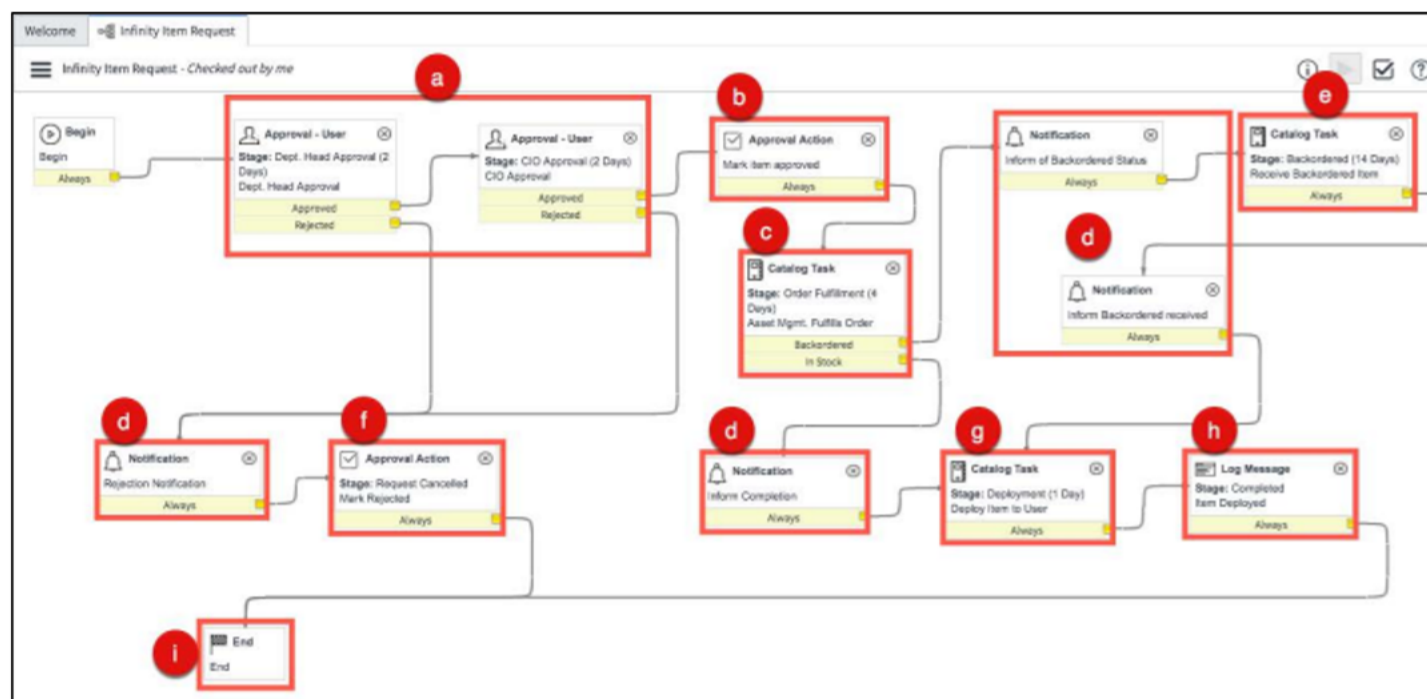 Welcome
Infinity Item Request
Infinity Item Request - Checked out by me
a
b
e
Begin
Begin
Always
Approval - User
Stage: Dept. Head Approval (2
Days)
Dept. Head Approval
Approved
Rejected
Approval - User
Stage: CIO Approval (2 Days)
CIO Approval
Approved
Rejected
Approval Action
Mark item approved
Always
Notification
Inform of Backordered Status
Always
Catalog Task
Stage: Backordered (14 Days)
Receive Backordered Item
Always
c
Catalog Task
Stage: Order Fulfillment (4
Days)
Asset Mgmt. Fulfills Order
Backordered
In Stock
d
Notification
Inform Backordered received
Always
d
Notification
Rejection Notification
Always
f
Approval Action
Stage: Request Cancelled
Mark Rejected
Always
d
Notification
Inform Completion
Always
g
Catalog Task
Stage: Deployment (1 Day)
Deploy Item to User
Always
h
Log Message
Stage: Completed
Item Deployed
Always
i
End
End